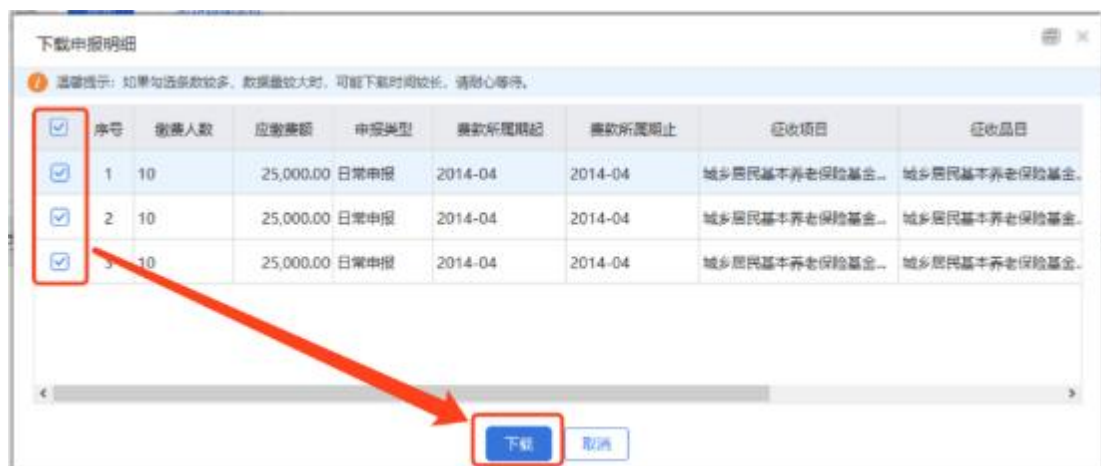 下载申报明细
温馨提示：如果勾选条数较多，数据量较大时，可能下载时间较长，请耐心等待。
序号 缴费人数 应缴费额 申报类型 费款所属期起 费款所属期止 征收项目 征收品目
1 10 25,000.00 日常申报 2014-04 2014-04 城乡居民基本养老保险基金... 城乡居民基本养老保险基金..
2 10 25,000.00 日常申报 2014-04 2014-04 城乡居民基本养老保险基金... 城乡居民基本养老保险基金..
3 10 25,000.00 日常申报 2014-04 2014-04 城乡居民基本养老保险基金... 城乡居民基本养老保险基金..
下载 取消